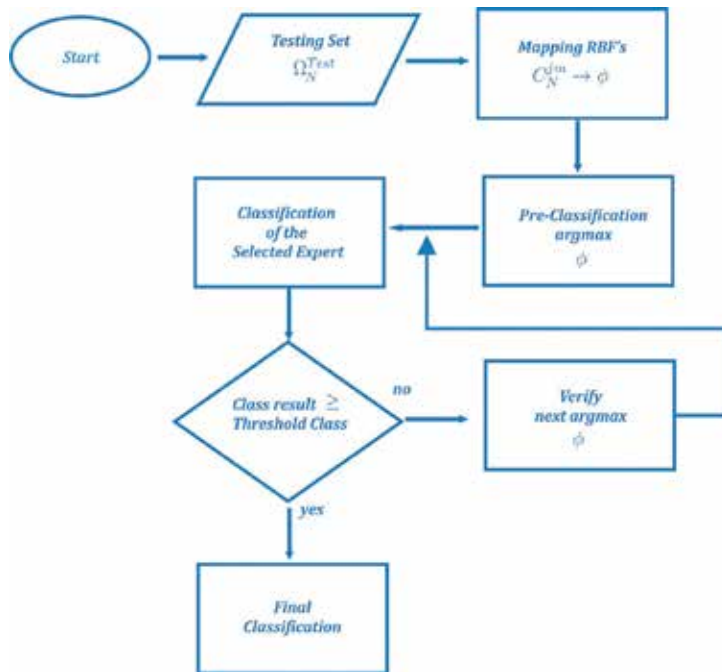 Start
Testing Set
Ω_N^Test
Mapping RBF's
C_N^jm → ϕ
Pre-Classification
argmax
ϕ
Classification
of the
Selected Expert
Class result ≥
Threshold Class
no
Verify
next argmax
ϕ
yes
Final
Classification